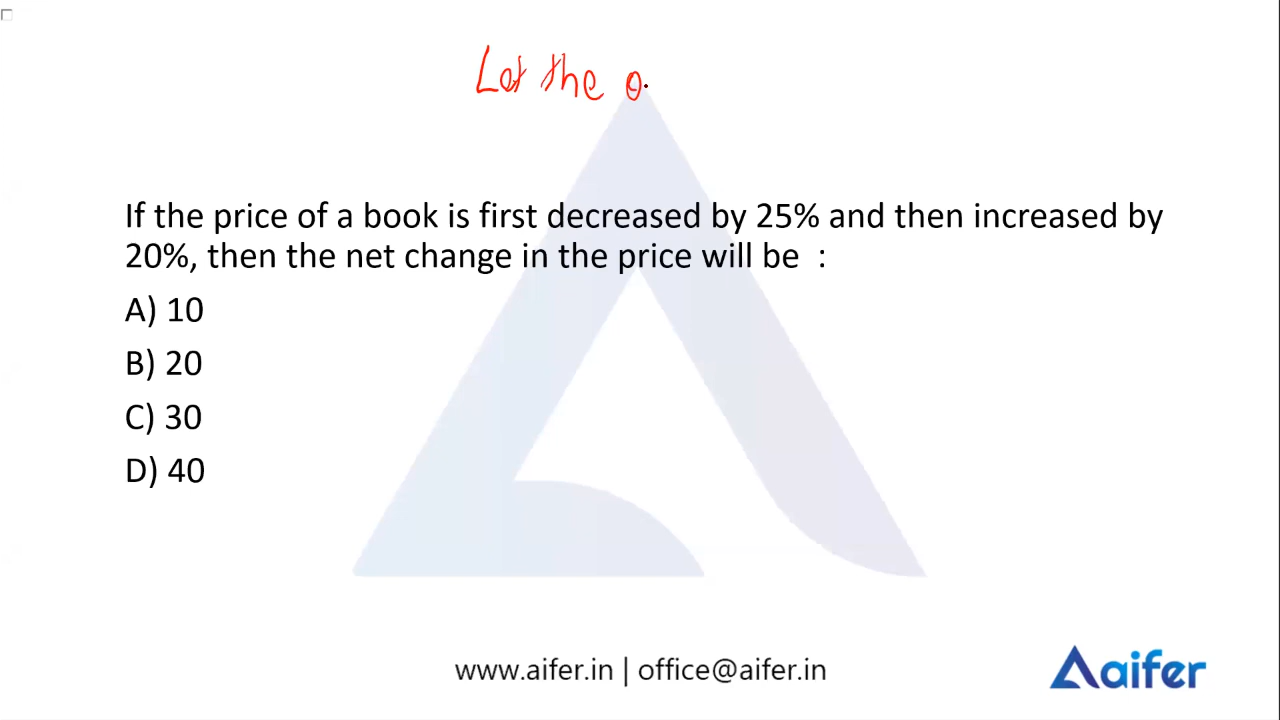 Let the o
If the price of a book is first decreased by 25% and then increased by
20%, then the net change in the price will be :
A) 10
B) 20
C) 30
D) 40
www.aifer.in | office@aifer.in
aifer